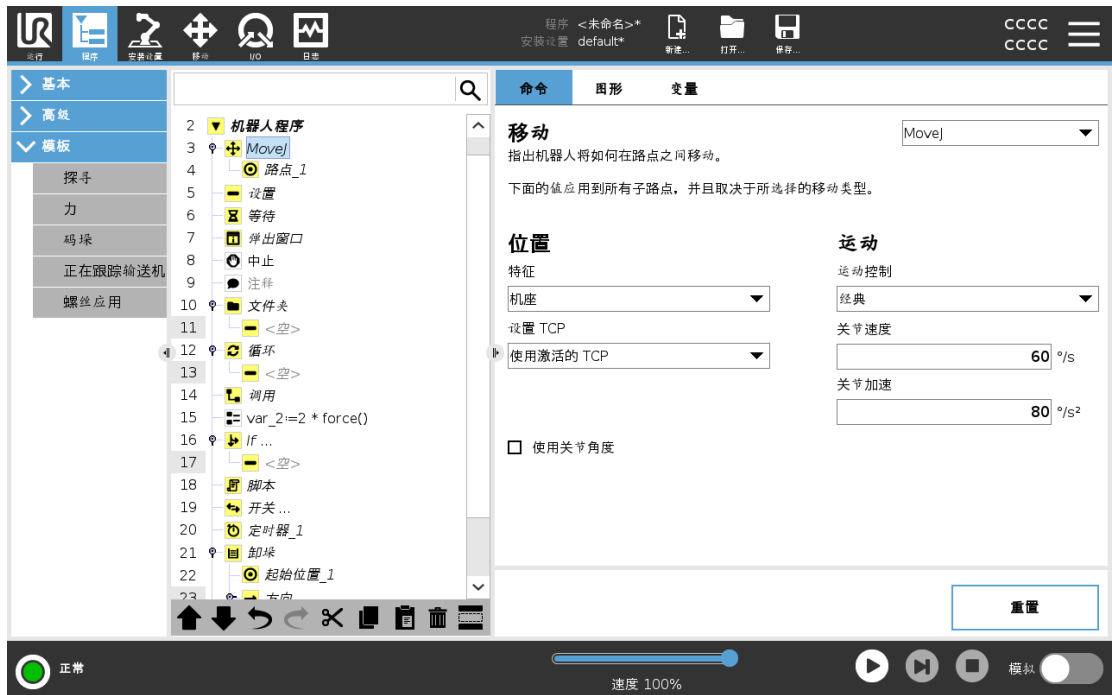 UR
运行
程序
安装设置
移动
I/O
日志
程序 <未命名>*
安装设置 default*
新建...
打开...
保存...
CCCC
CCCC
基本
高级
模板
探寻
力
码垛
正在跟踪输送机
螺丝应用
2 机器人程序
3 MoveJ
4 路点_1
5 设置
6 等待
7 弹出窗口
8 中止
9 注释
10 文件夹
11 <空>
12 循环
13 <空>
14 调用
15 var_2:=2 * force()
16 If ...
17 <空>
18 脚本
19 开关 ...
20 定时器_1
21 卸垛
22 起始位置_1
23 方向
命令 图形 变量
移动
MoveJ
指出机器人将如何在路点之间移动。
下面的值应用到所有子路点，并且取决于所选择的移动类型。
位置
特征
机座
设置 TCP
使用激活的 TCP
使用关节角度
运动
运动控制
经典
关节速度
60 °/s
关节加速
80 °/s²
重置
正常
速度 100%
模拟